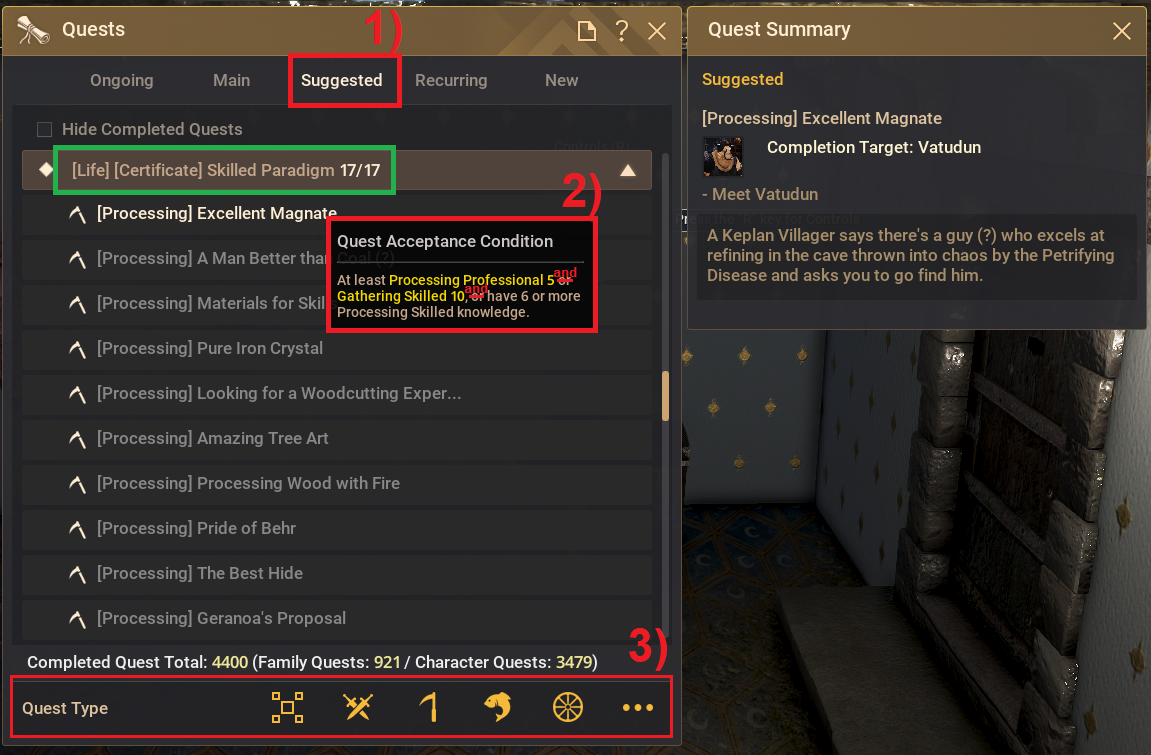 1)
Quests
?
Ongoing Main Suggested Recurring New
Hide Completed Quests
[Life] [Certificate] Skilled Paradigm 17/17
2)
[Processing] Excellent Magnate
[Processing] A Man Better than Coal (?)
[Processing] Materials for Skil
[Processing] Pure Iron Crystal
[Processing] Looking for a Woodcutting Exper...
[Processing] Amazing Tree Art
[Processing] Processing Wood with Fire
[Processing] Pride of Behr
[Processing] The Best Hide
[Processing] Geranoa's Proposal
Quest Acceptance Condition
and
At least Processing Professional 5 or
and
Gathering Skilled 10, or have 6 or more
Processing Skilled knowledge.
3)
Completed Quest Total: 4400 (Family Quests: 921 / Character Quests: 3479)
Quest Type
Quest Summary
Suggested
[Processing] Excellent Magnate
Completion Target: Vatudun
- Meet Vatudun
A Keplan Villager says there's a guy (?) who excels at
refining in the cave thrown into chaos by the Petrifying
Disease and asks you to go find him.